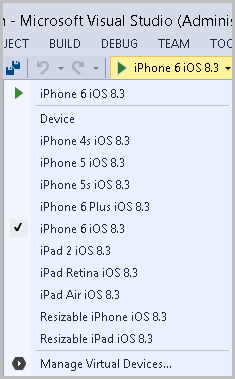 - Microsoft Visual Studio (Adminis
JECT BUILD DEBUG TEAM TOO
iPhone 6 iOS 8.3
iPhone 6 iOS 8.3
Device
iPhone 4s iOS 8.3
iPhone 5 iOS 8.3
iPhone 5s iOS 8.3
iPhone 6 Plus iOS 8.3
iPhone 6 iOS 8.3
iPad 2 iOS 8.3
iPad Retina iOS 8.3
iPad Air iOS 8.3
Resizable iPhone iOS 8.3
Resizable iPad iOS 8.3
Manage Virtual Devices...